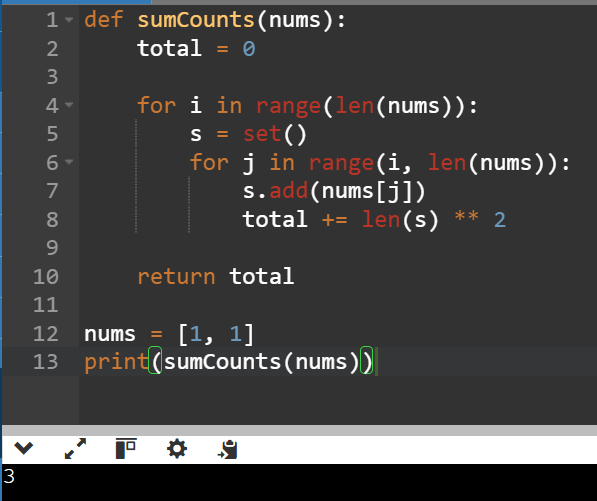 1 def sumCounts(nums):
2     total = 0
3
4     for i in range(len(nums)):
5         s = set()
6         for j in range(i, len(nums)):
7             s.add(nums[j])
8             total += len(s) ** 2
9
10     return total
11
12 nums = [1, 1]
13 print(sumCounts(nums))
3